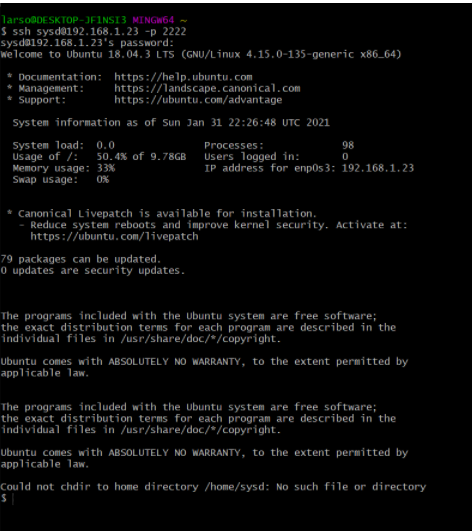 larso@DESKTOP-JF1NSI3 MINGW64 ~
$ ssh sysd@192.168.1.23 -p 2222
sysd@192.168.1.23's password:
Welcome to Ubuntu 18.04.3 LTS (GNU/Linux 4.15.0-135-generic x86_64)
* Documentation:  https://help.ubuntu.com
* Management:     https://landscape.canonical.com
* Support:        https://ubuntu.com/advantage
System information as of Sun Jan 31 22:26:48 UTC 2021
System load:  0.0                Processes:             98
Usage of /:   50.4% of 9.78GB   Users logged in:       0
Memory usage: 33%                IP address for enp0s3: 192.168.1.23
Swap usage:   0%
* Canonical Livepatch is available for installation.
- Reduce system reboots and improve kernel security. Activate at:
https://ubuntu.com/livepatch
79 packages can be updated.
0 updates are security updates.
The programs included with the Ubuntu system are free software;
the exact distribution terms for each program are described in the
individual files in /usr/share/doc/*/copyright.
Ubuntu comes with ABSOLUTELY NO WARRANTY, to the extent permitted by
applicable law.
The programs included with the Ubuntu system are free software;
the exact distribution terms for each program are described in the
individual files in /usr/share/doc/*/copyright.
Ubuntu comes with ABSOLUTELY NO WARRANTY, to the extent permitted by
applicable law.
Could not chdir to home directory /home/sysd: No such file or directory
$